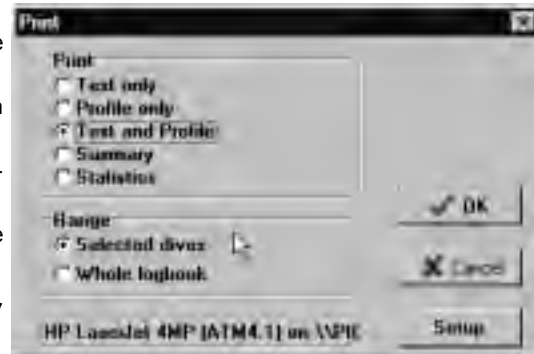 Print
Print
Text only
Profile only
Text and Profile
Summary
Statistics
Range
Selected dives
Whole logbook
OK
Cancel
HP LaserJet 4MP [ATM4.1] on \\PIC
Setup